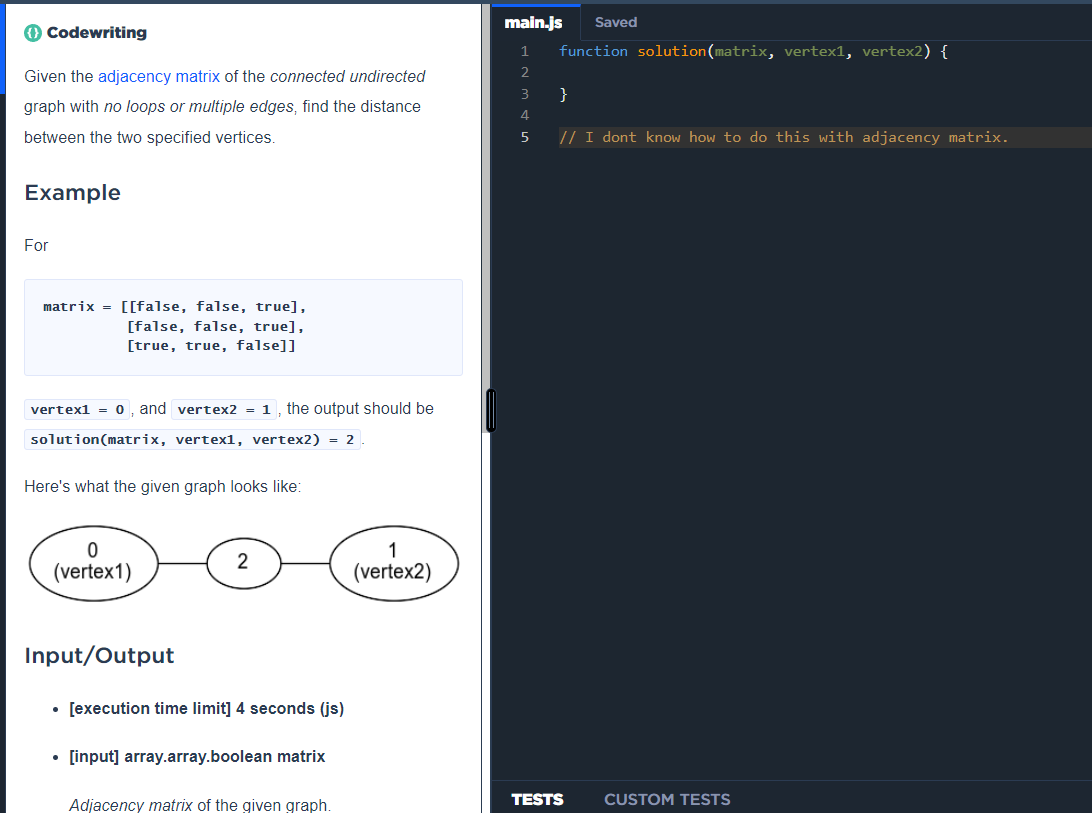 Codewriting
Given the adjacency matrix of the connected undirected
graph with no loops or multiple edges, find the distance
between the two specified vertices.
Example
For
matrix = [[false, false, true],
[false, false, true],
[true, true, false]]
vertex1 = 0, and vertex2 = 1, the output should be
solution(matrix, vertex1, vertex2) = 2.
Here's what the given graph looks like:
0
(vertex1)
2
1
(vertex2)
Input/Output
• [execution time limit] 4 seconds (js)
• [input] array.array.boolean matrix
Adjacency matrix of the given graph.
main.js Saved
1 function solution(matrix, vertex1, vertex2) {
2
3 }
4
5 // I dont know how to do this with adjacency matrix.
TESTS CUSTOM TESTS